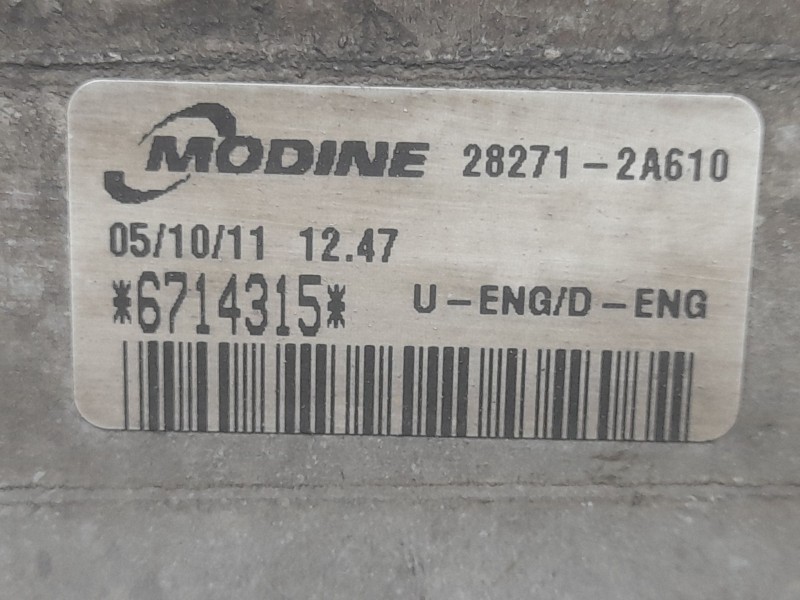 MODINE 28271-2A610
05/10/11 12.47
*6714315* U-ENG/D-ENG